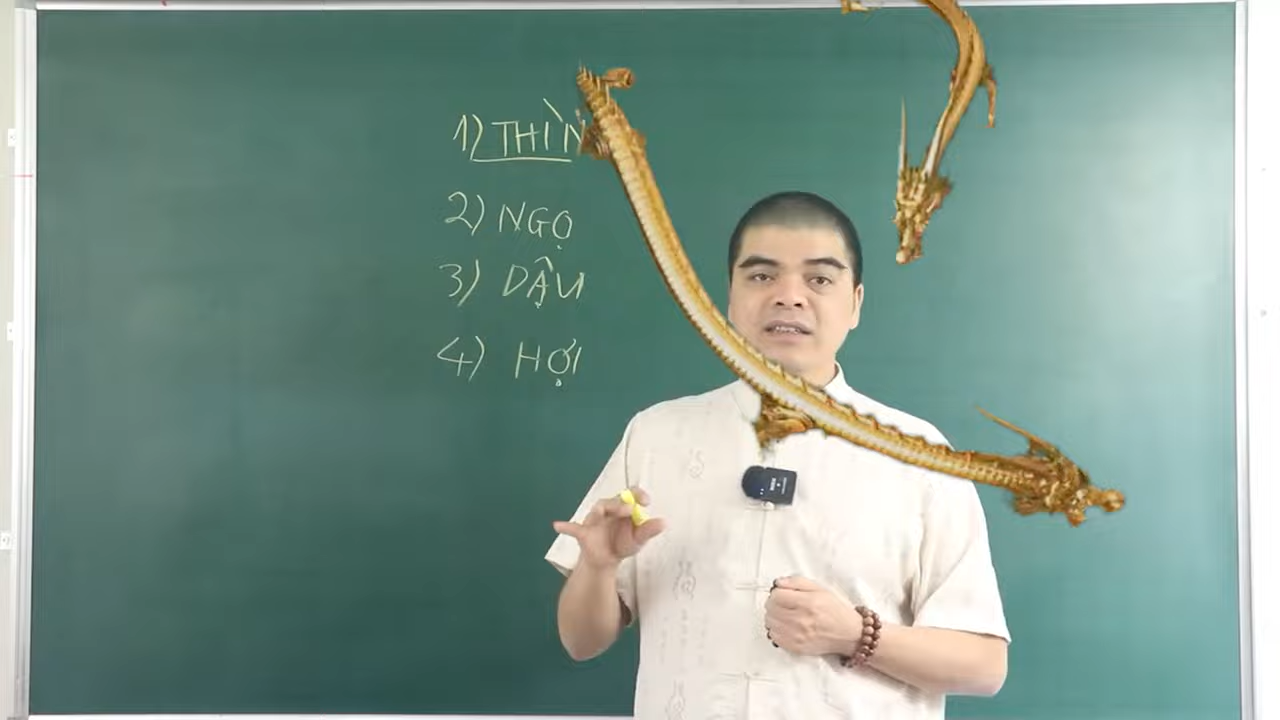 1) THÌN
2) NGỌ
3) DẬU
4) HỢI